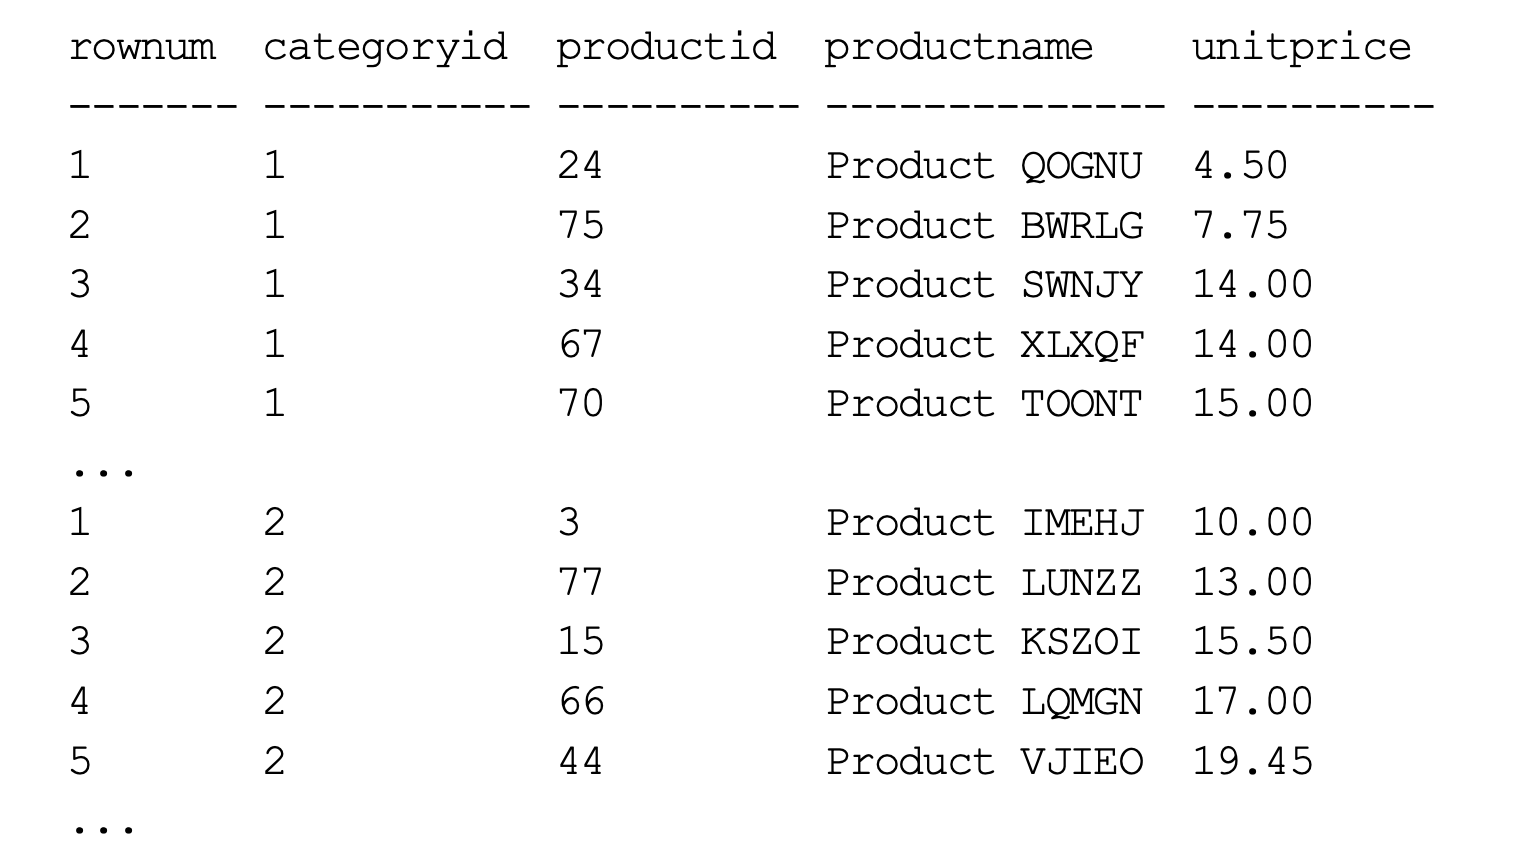 rownum categoryid productid productname unitprice
------- ----------- ---------- -------------- ----------
1 1 24 Product QOGNU 4.50
2 1 75 Product BWRLG 7.75
3 1 34 Product SWNJY 14.00
4 1 67 Product XLXQF 14.00
5 1 70 Product TOONT 15.00
...
1 2 3 Product IMEHJ 10.00
2 2 77 Product LUNZZ 13.00
3 2 15 Product KSZOI 15.50
4 2 66 Product LQMGN 17.00
5 2 44 Product VJIEO 19.45
...